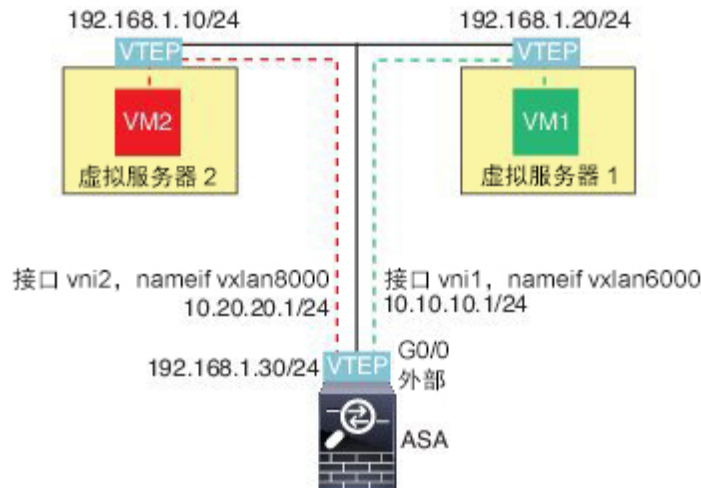 192.168.1.10/24
192.168.1.20/24
VTEP
VTEP
VM2
VM1
虚拟服务器 2
虚拟服务器 1
接口 vni2，nameif vxlan8000
10.20.20.1/24
接口 vni1，nameif vxlan6000
10.10.10.1/24
192.168.1.30/24
VTEP
G0/0
外部
ASA